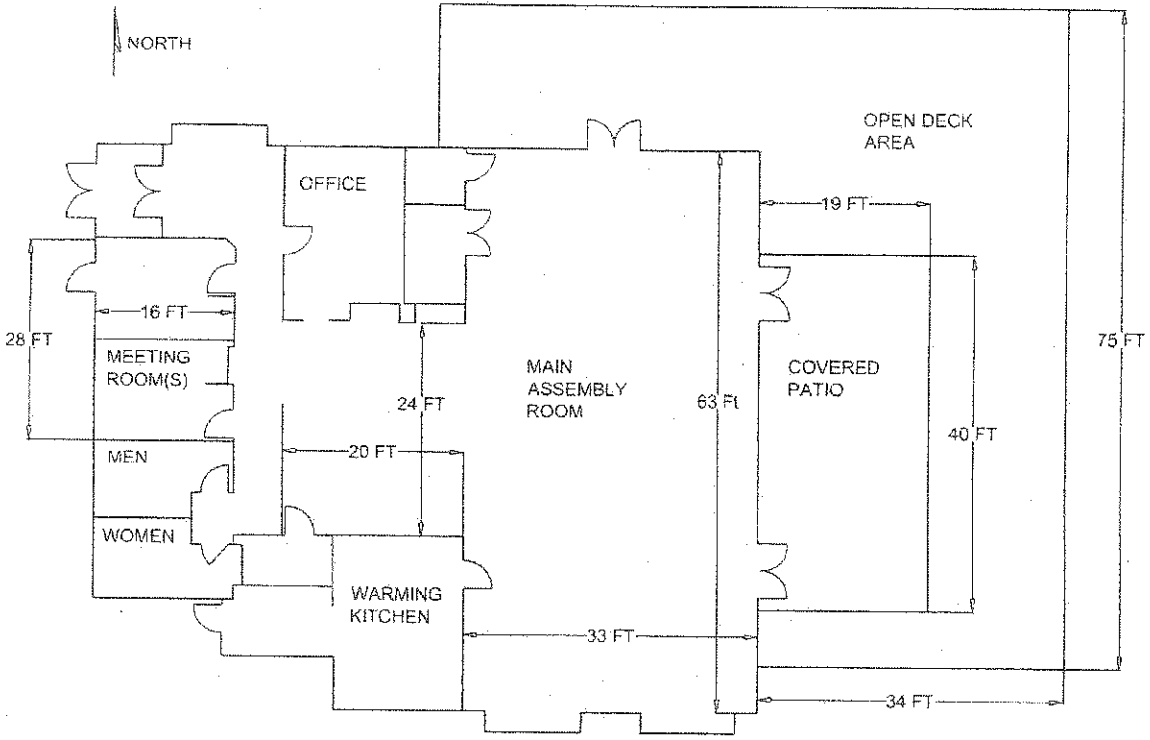 NORTH
OPEN DECK
AREA
OFFICE
19 FT
16 FT
28 FT
MEETING
ROOM(S)
MAIN
ASSEMBLY
ROOM
COVERED
PATIO
75 FT
24 FT
63 Ft
40 FT
20 FT
MEN
WOMEN
WARMING
KITCHEN
33 FT
34 FT